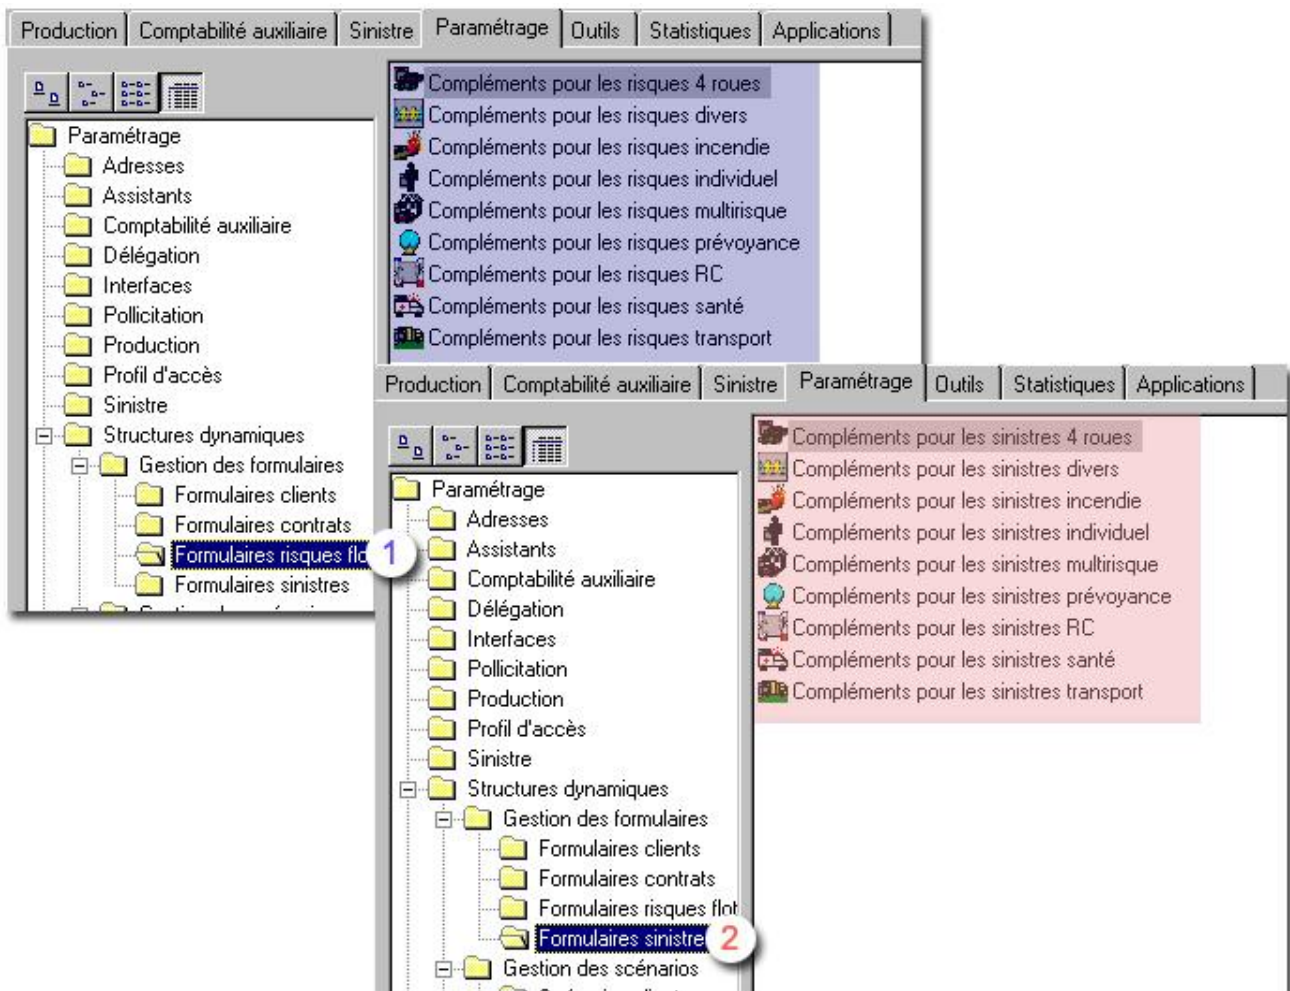 Production Comptabilité auxiliaire Sinistre Paramétrage Outils Statistiques Applications
Paramétrage
Adresses
Assistants
Comptabilité auxiliaire
Délégation
Interfaces
Pollicitation
Production
Profil d'accès
Sinistre
Structures dynamiques
Gestion des formulaires
Formulaires clients
Formulaires contrats
Formulaires risques flo
1
Formulaires sinistres
Compléments pour les risques 4 roues
Compléments pour les risques divers
Compléments pour les risques incendie
Compléments pour les risques individuel
Compléments pour les risques multirisque
Compléments pour les risques prévoyance
Compléments pour les risques RC
Compléments pour les risques santé
Compléments pour les risques transport
Production Comptabilité auxiliaire Sinistre Paramétrage Outils Statistiques Applications
Paramétrage
Adresses
Assistants
Comptabilité auxiliaire
Délégation
Interfaces
Pollicitation
Production
Profil d'accès
Sinistre
Structures dynamiques
Gestion des formulaires
Formulaires clients
Formulaires contrats
Formulaires risques flot
Formulaires sinistre
2
Gestion des scénarios
Compléments pour les sinistres 4 roues
Compléments pour les sinistres divers
Compléments pour les sinistres incendie
Compléments pour les sinistres individuel
Compléments pour les sinistres multirisque
Compléments pour les sinistres prévoyance
Compléments pour les sinistres RC
Compléments pour les sinistres santé
Compléments pour les sinistres transport